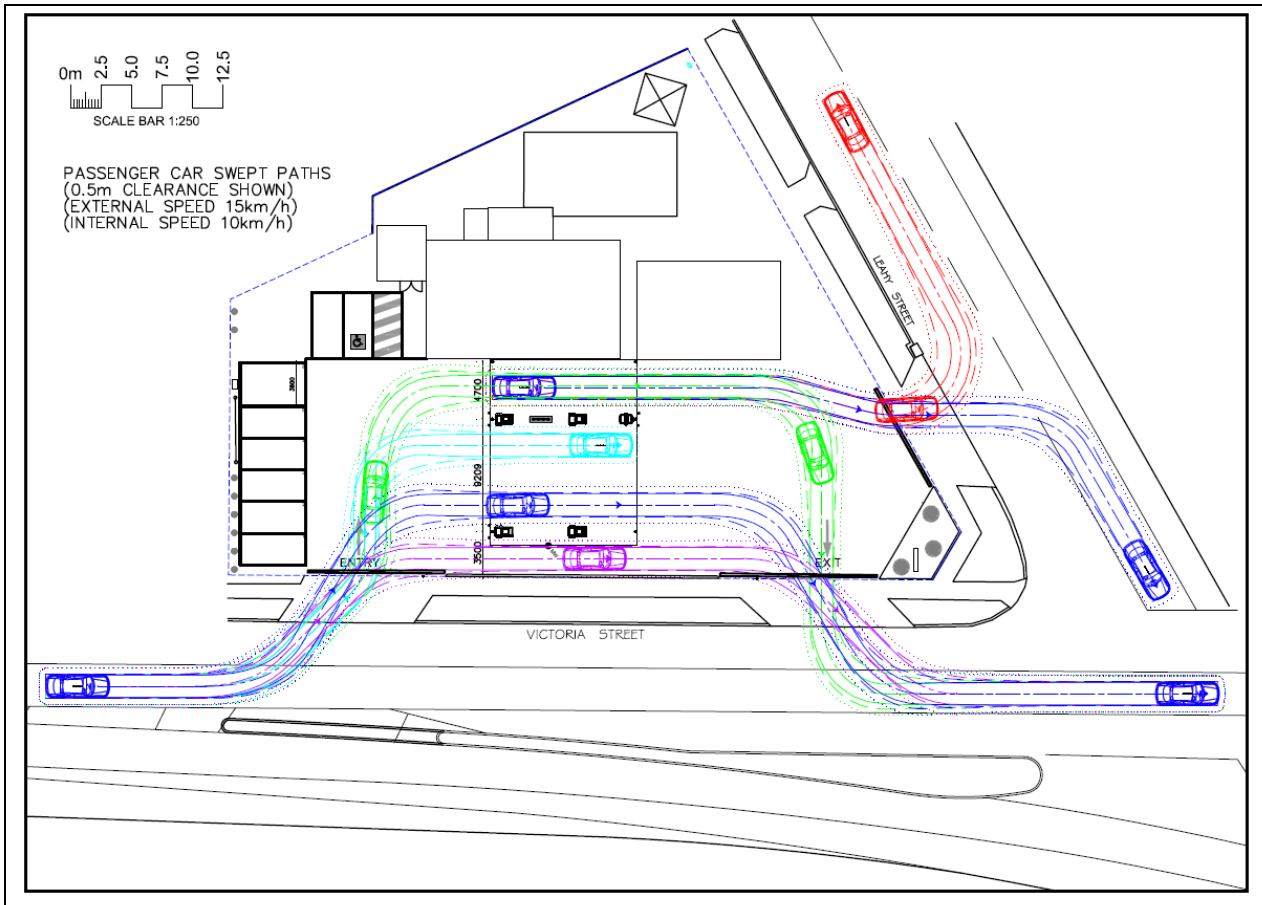 0m 2.5 5.0 7.5 10.0 12.5
SCALE BAR 1:250
PASSENGER CAR SWEPT PATHS
(0.5m CLEARANCE SHOWN)
(EXTERNAL SPEED 15km/h)
(INTERNAL SPEED 10km/h)
LEAHY STREET
4700
9209
3500
ENTRY
EXIT
VICTORIA STREET